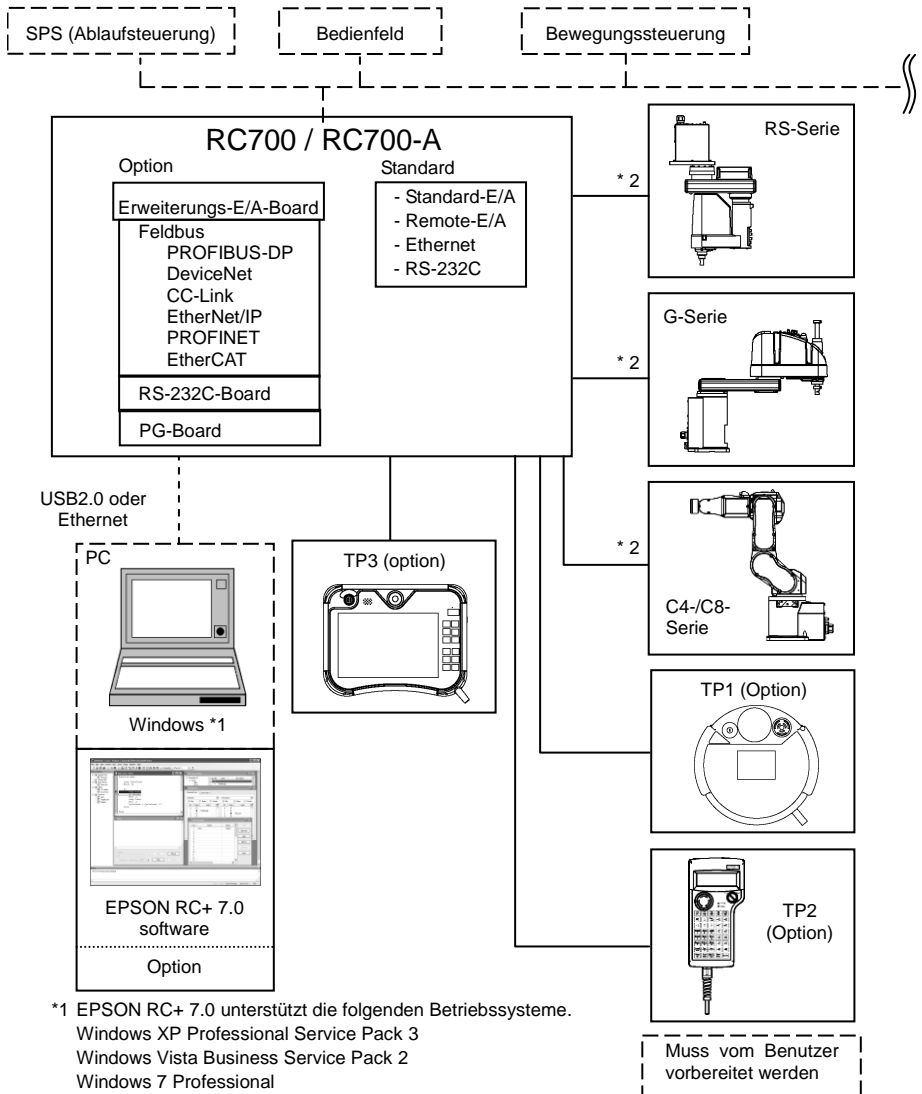 SPS (Ablaufsteuerung)
Bedienfeld
Bewegungssteuerung
RC700 / RC700-A
Option
Erweiterungs-E/A-Board
Feldbus
PROFIBUS-DP
DeviceNet
CC-Link
EtherNet/IP
PROFINET
EtherCAT
RS-232C-Board
PG-Board
Standard
- Standard-E/A
- Remote-E/A
- Ethernet
- RS-232C
* 2
RS-Serie
* 2
G-Serie
* 2
C4-/C8-
Serie
USB2.0 oder
Ethernet
PC
Windows *1
EPSON RC+ 7.0
software
Option
TP3 (option)
TP1 (Option)
TP2
(Option)
*1 EPSON RC+ 7.0 unterstützt die folgenden Betriebssysteme.
Windows XP Professional Service Pack 3
Windows Vista Business Service Pack 2
Windows 7 Professional
Muss vom Benutzer
vorbereitet werden